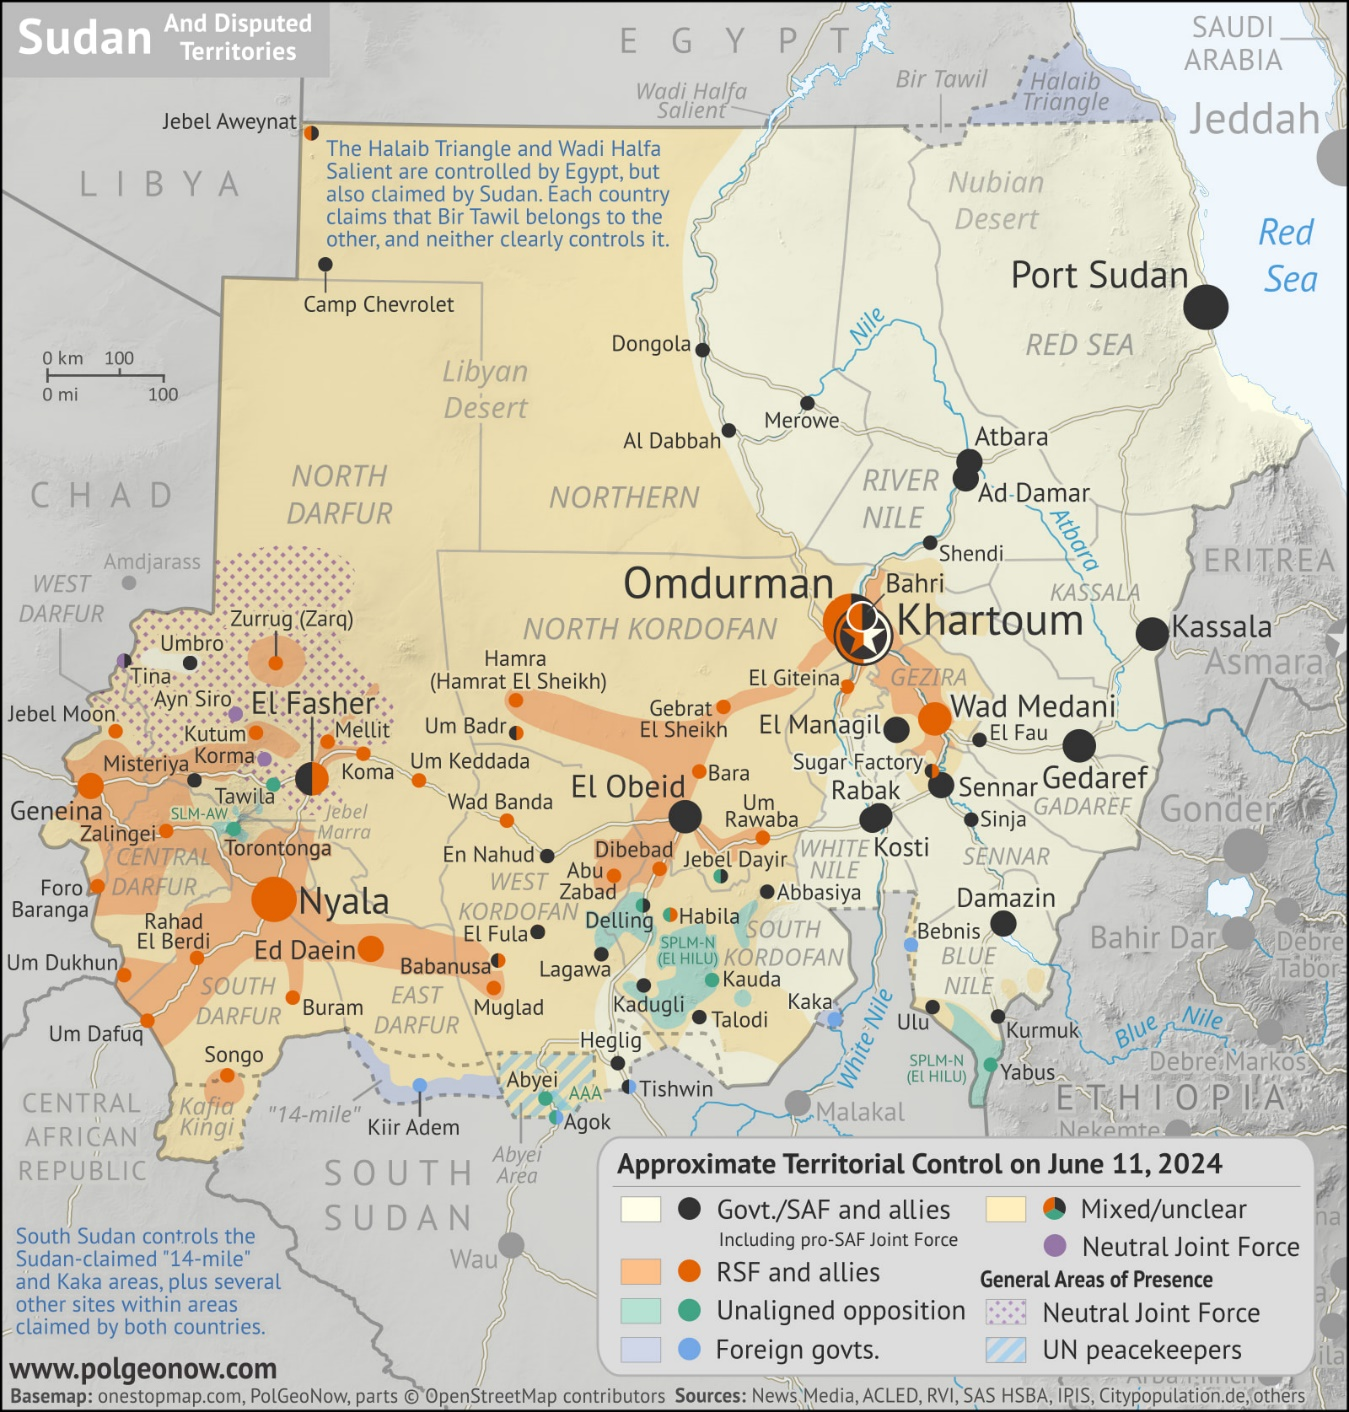 Sudan
And Disputed
Territories
EGYPT
SAUDI
ARABIA
Jeddah
Wadi Halfa
Salient
Bir Tawil
Halaib
Triangle
Jebel Aweynat
LIBYA
The Halaib Triangle and Wadi Halfa
Salient are controlled by Egypt, but
also claimed by Sudan. Each country
claims that Bir Tawil belongs to the
other, and neither clearly controls it.
Nubian
Desert
Red
Sea
Camp Chevrolet
Port Sudan
RED SEA
Nile
Dongola
0 km 100
0 mi 100
Libyan
Desert
Merowe
Al Dabbah
Atbara
Ad-Damar
Atbara
NORTH
DARFUR
NORTHERN
RIVER
NILE
CHAD
Shendi
ERITREA
Amdjarass
WEST
DARFUR
Omdurman
Bahri
Khartoum
KASSALA
Kassala
Asmara
Zurrug (Zarq)
NORTH KORDOFAN
Umbro
Tina
Hamra
(Hamrat El Sheikh)
El Giteina
GEZIRA
Ayn Siro
El Fasher
Jebel Moon
Kutum
Mellit
Um Badr
Gebrat
El Sheikh
El Managil
Wad Medani
El Fau
Korma
Misteriya
Koma
Um Keddada
Bara
Sugar Factory
Gedaref
Geneina
Tawila
SLM-AW
Jebel
Marra
Wad Banda
El Obeid
Um
Rawaba
Rabak
Sennar
GADAREF
Gonder
Zalingei
Torontonga
Sinja
Kosti
CENTRAL
DARFUR
En Nahud
Dibebad
Jebel Dayir
WHITE
NILE
SENNAR
Foro
Baranga
Nyala
WEST
KORDOFAN
Abu
Zabad
Abbasiya
Damazin
Rahad
El Berdi
Delling
Habila
El Fula
Ed Daein
SPLM-N
(El HILU)
SOUTH
KORDOFAN
Bebnis
BLUE
NILE
Bahir Dar
Debre
Tabor
Um Dukhun
Babanusa
Lagawa
Kauda
SOUTH
DARFUR
Buram
EAST
DARFUR
Muglad
Kadugli
Talodi
Kaka
White Nile
Ulu
Kurmuk
Blue Nile
Um Dafuq
Heglig
Debre Markos
Songo
SPLM-N
(El HILU)
Yabus
Abyei
AAA
Tishwin
Malakal
ETHIOPIA
CENTRAL
AFRICAN
REPUBLIC
Kafia
Kingi
"14-mile"
Kiir Adem
Agok
Nekemte
Abyei
Area
SOUTH
SUDAN
Wau
South Sudan controls the
Sudan-claimed "14-mile"
and Kaka areas, plus several
other sites within areas
claimed by both countries.
Approximate Territorial Control on June 11, 2024
Govt./SAF and allies
Including pro-SAF Joint Force
RSF and allies
Unaligned opposition
Foreign govts.
Mixed/unclear
Neutral Joint Force
General Areas of Presence
Neutral Joint Force
UN peacekeepers
www.polgeonow.com
Basemap: onestopmap.com, PolGeoNow, parts © OpenStreetMap contributors Sources: News Media, ACLED, RVI, SAS HSBA, IPIS, Citypopulation.de, others